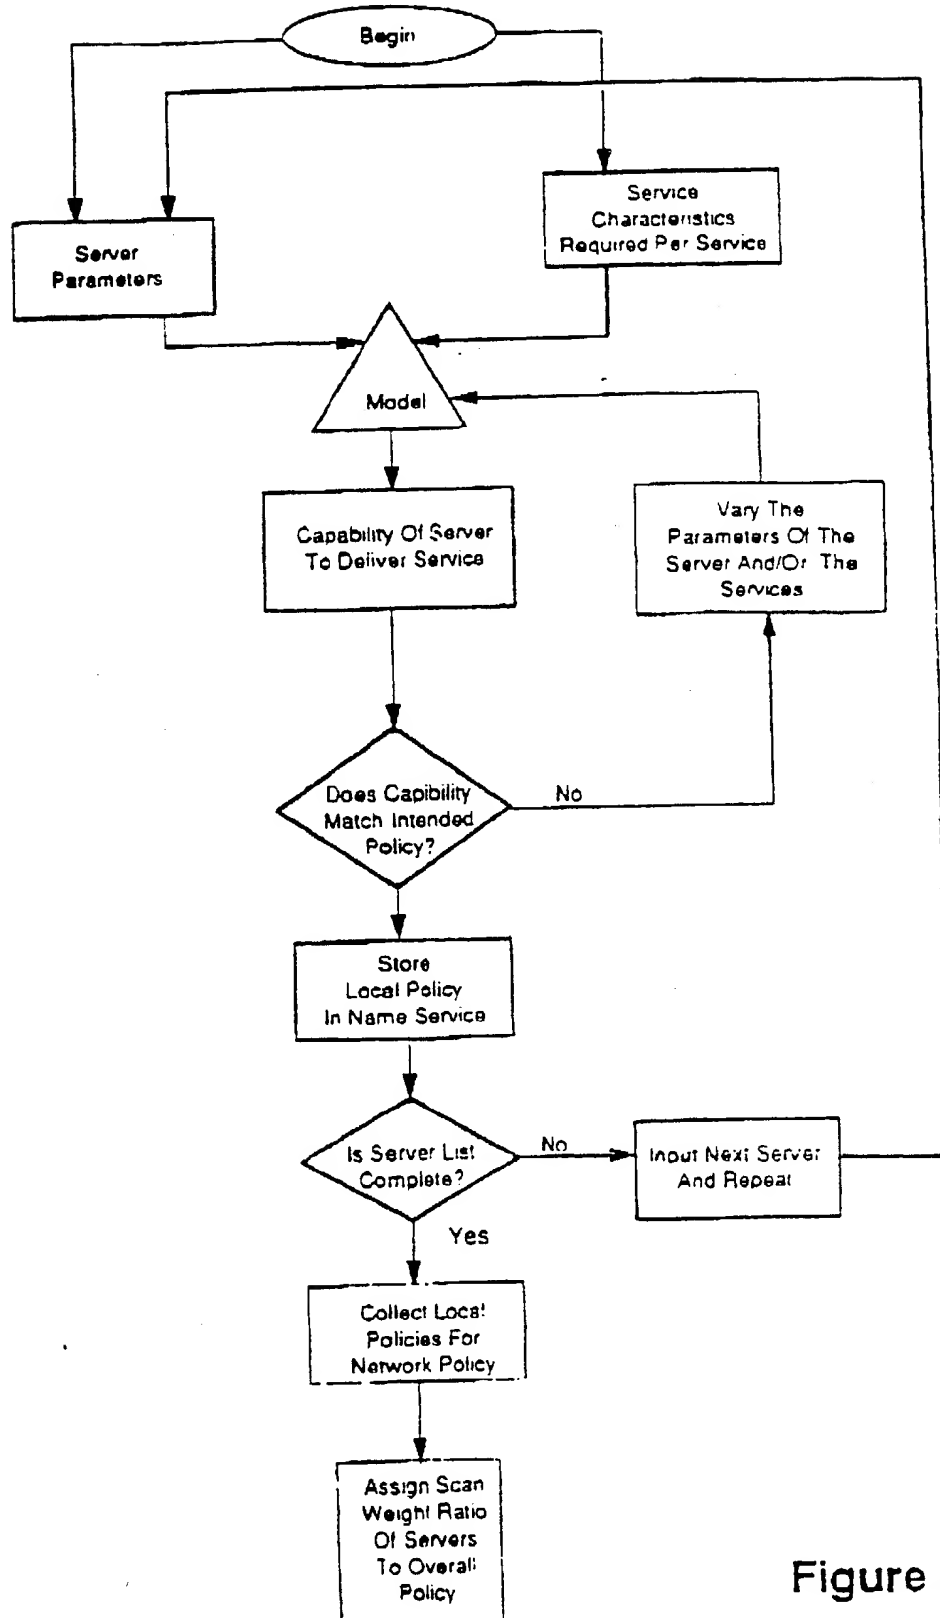 Begin
Service
Characteristics
Required Per Service
Server
Parameters
Model
Capability Of Server
To Deliver Service
Vary The
Parameters Of The
Server And/Or The
Services
Does Capibility
Match Intended
Policy?
No
Store
Local Policy
In Name Service
Is Server List
Complete?
No
Input Next Server
And Repeat
Yes
Collect Local
Policies For
Network Policy
Assign Scan
Weight Ratio
Of Servers
To Overall
Policy
Figure